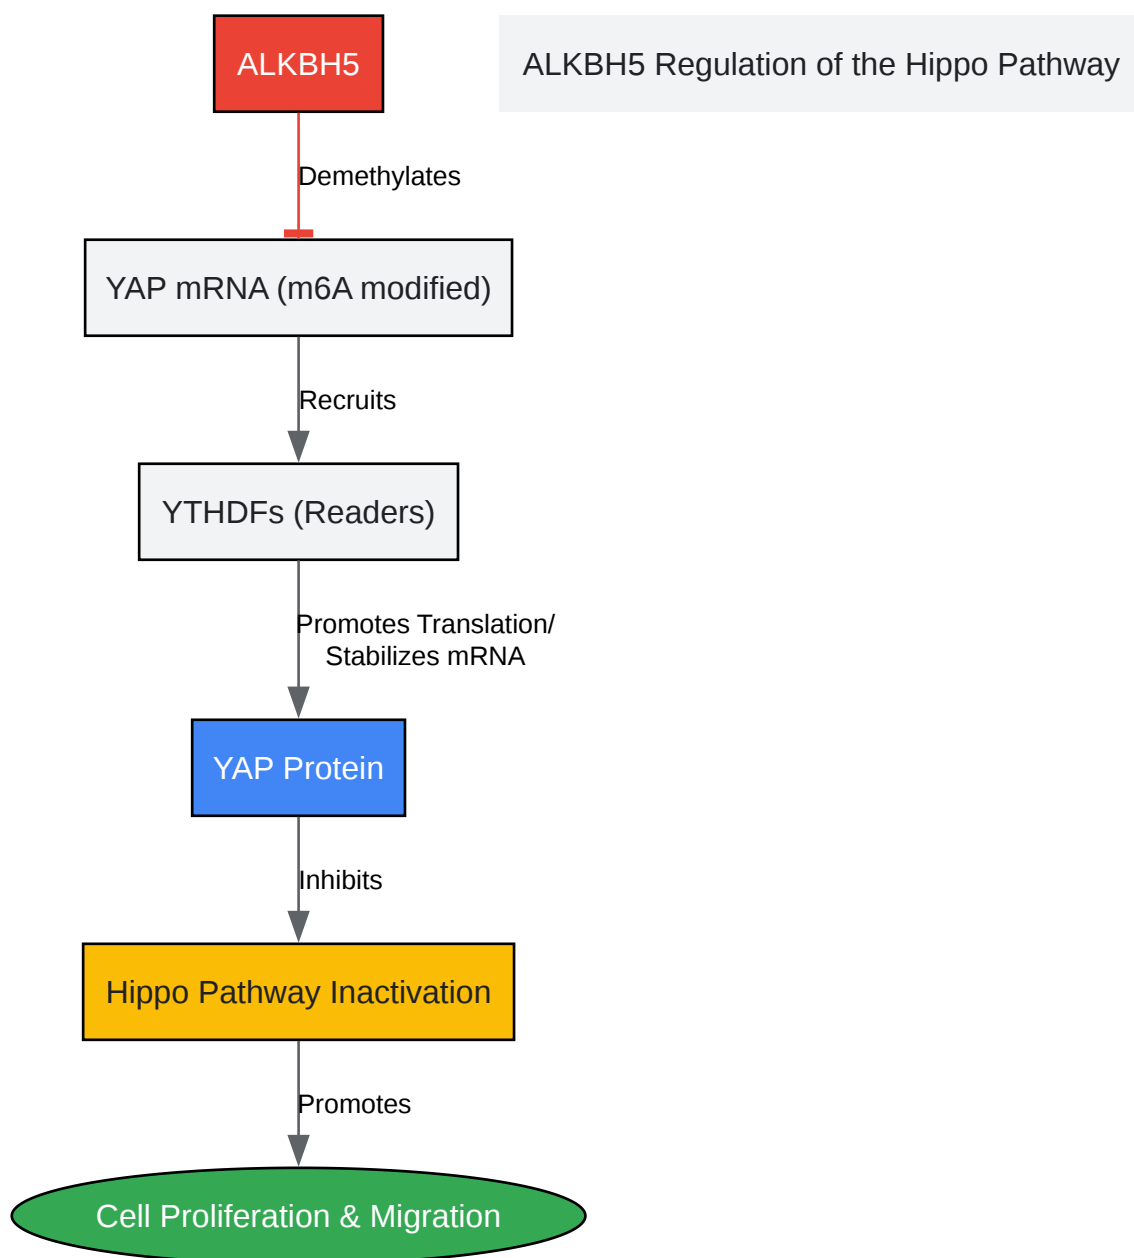 ALKBH5
ALKBH5 Regulation of the Hippo Pathway
Demethylates
YAP mRNA (m6A modified)
Recruits
YTHDFs (Readers)
Promotes Translation/
Stabilizes mRNA
YAP Protein
Inhibits
Hippo Pathway Inactivation
Promotes
Cell Proliferation & Migration